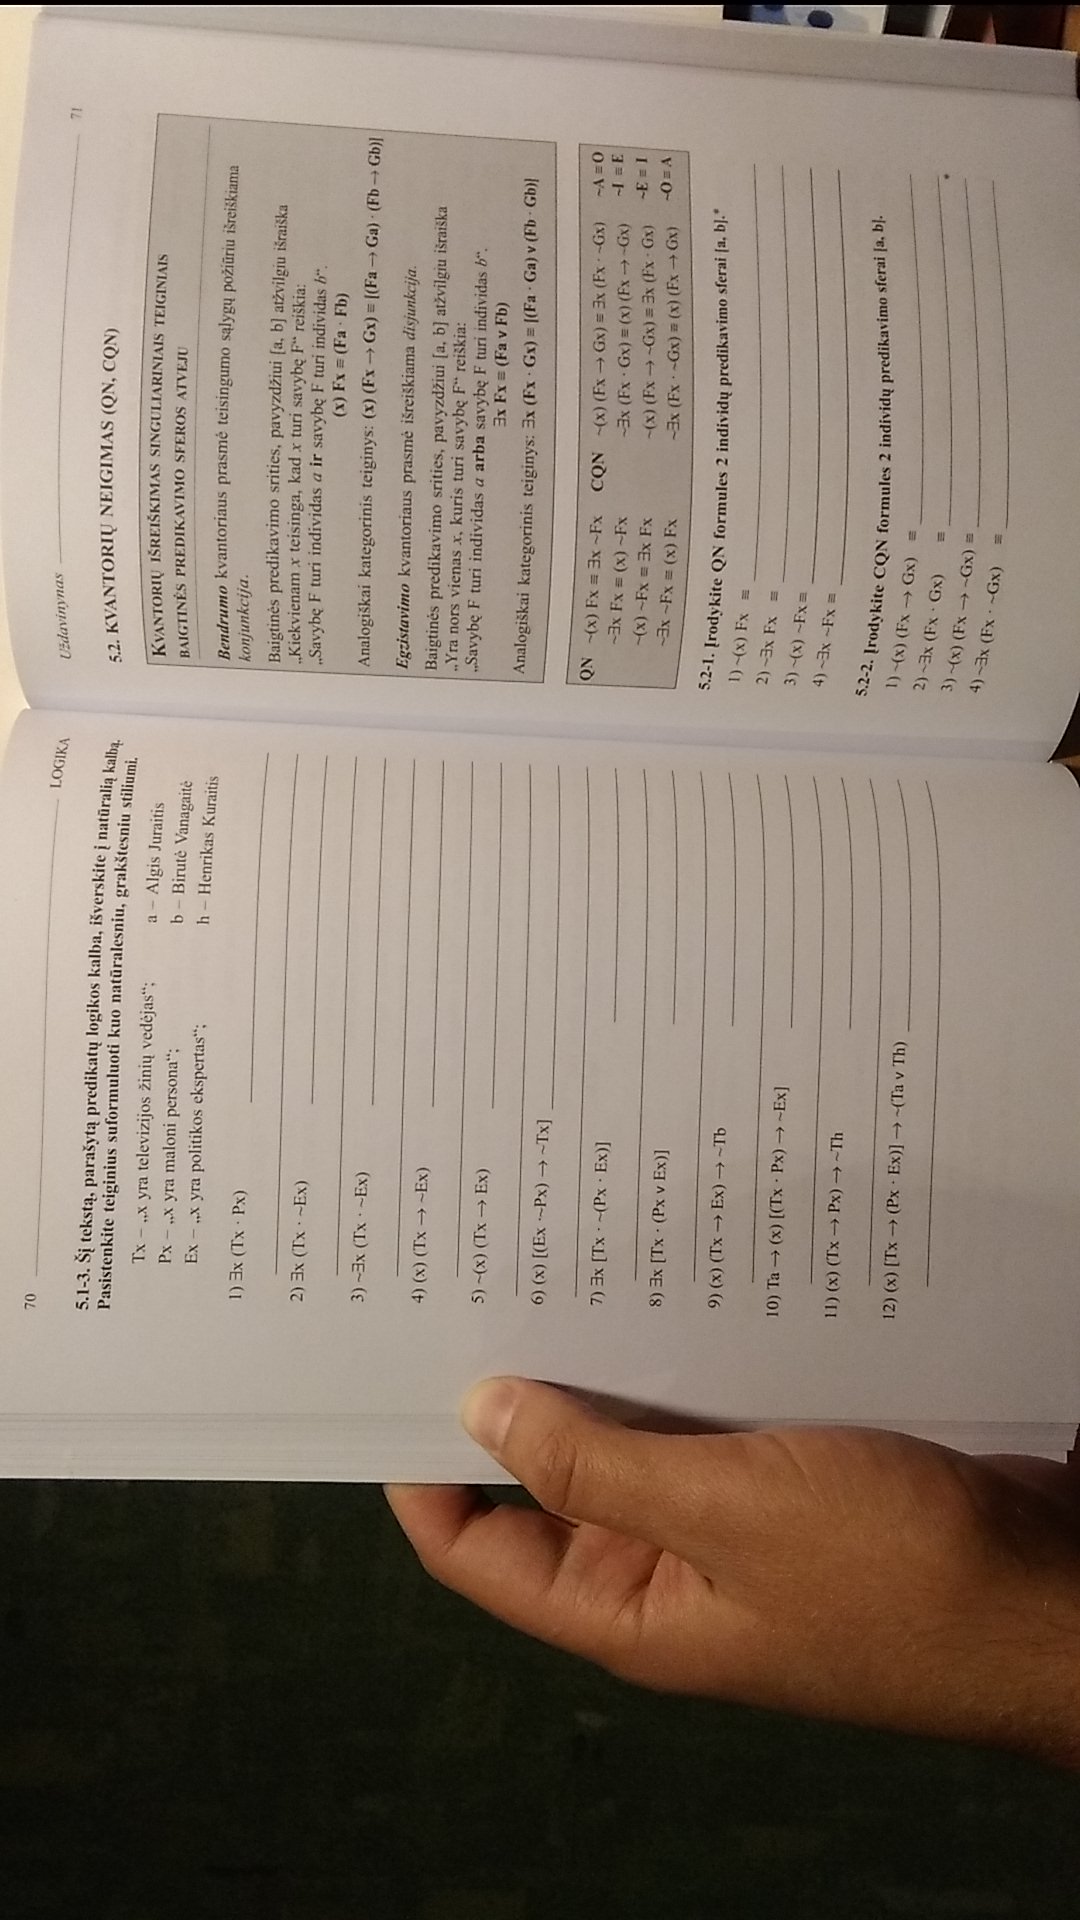 70 LOGIKA
5.1-3. Šį tekstą, parašytą predikatų logikos kalba, išverskite į natūralią kalbą.
Pasistenkite teiginius suformuluoti kuo natūralesniu, grakštesniu stiliumi.
Tx – „x yra televizijos žinių vedėjas“; a – Algis Juraitis
Px – „x yra maloni persona“; b – Birutė Vanagaitė
Ex – „x yra politikos ekspertas“; h – Henrikas Kuraitis
1) ∃x (Tx · Px)
2) ∃x (Tx · ~Ex)
3) ~∃x (Tx · ~Ex)
4) (x) (Tx → ~Ex)
5) ~(x) (Tx → Ex)
6) (x) [(Ex · ~Px) → ~Tx]
7) ∃x [Tx · ~(Px · Ex)]
8) ∃x [Tx · (Px v Ex)]
9) (x) (Tx → Ex) → ~Tb
10) Ta → (x) [(Tx · Px) → ~Ex]
11) (x) (Tx → Px) → ~Th
12) (x) [Tx → (Px · Ex)] → ~(Ta v Th)
Uždavinynas 71
5.2. KVANTORIŲ NEIGIMAS (QN, CQN)
KVANTORIŲ IŠREIŠKIMAS SINGULIARINIAIS TEIGINIAIS
BAIGTINĖS PREDIKAVIMO SFEROS ATVEJU
Bendrumo kvantoriaus prasmė teisingumo sąlygų požiūriu išreiškiama
konjunkcija.
Baigtinės predikavimo srities, pavyzdžiui [a, b] atžvilgiu išraiška
„Kiekvienam x teisinga, kad x turi savybę F“ reiškia:
„Savybę F turi individas a ir savybę F turi individas b“.
(x) Fx ≡ (Fa · Fb)
Analogiškai kategorinis teiginys: (x) (Fx → Gx) ≡ [(Fa → Ga) · (Fb → Gb)]
Egzistavimo kvantoriaus prasmė išreiškiama disjunkcija.
Baigtinės predikavimo srities, pavyzdžiui [a, b] atžvilgiu išraiška
„Yra nors vienas x, kuris turi savybę F“ reiškia:
„Savybę F turi individas a arba savybę F turi individas b“.
∃x Fx ≡ (Fa v Fb)
Analogiškai kategorinis teiginys: ∃x (Fx · Gx) ≡ [(Fa · Ga) v (Fb · Gb)]
QN ~(x) Fx ≡ ∃x ~Fx CQN ~(x) (Fx → Gx) ≡ ∃x (Fx · ~Gx) ~A ≡ O
~∃x Fx ≡ (x) ~Fx ~∃x (Fx · Gx) ≡ (x) (Fx → ~Gx) ~I ≡ E
~(x) ~Fx ≡ ∃x Fx ~(x) (Fx → ~Gx) ≡ ∃x (Fx · Gx) ~E ≡ I
~∃x ~Fx ≡ (x) Fx ~∃x (Fx · ~Gx) ≡ (x) (Fx → Gx) ~O ≡ A
5.2-1. Įrodykite QN formules 2 individų predikavimo sferai [a, b].*
1) ~(x) Fx ≡
2) ~∃x Fx ≡
3) ~(x) ~Fx ≡
4) ~∃x ~Fx ≡
5.2-2. Įrodykite CQN formules 2 individų predikavimo sferai [a, b].
1) ~(x) (Fx → Gx) ≡
2) ~∃x (Fx · Gx) ≡
3) ~(x) (Fx → ~Gx) ≡ *
4) ~∃x (Fx · ~Gx) ≡